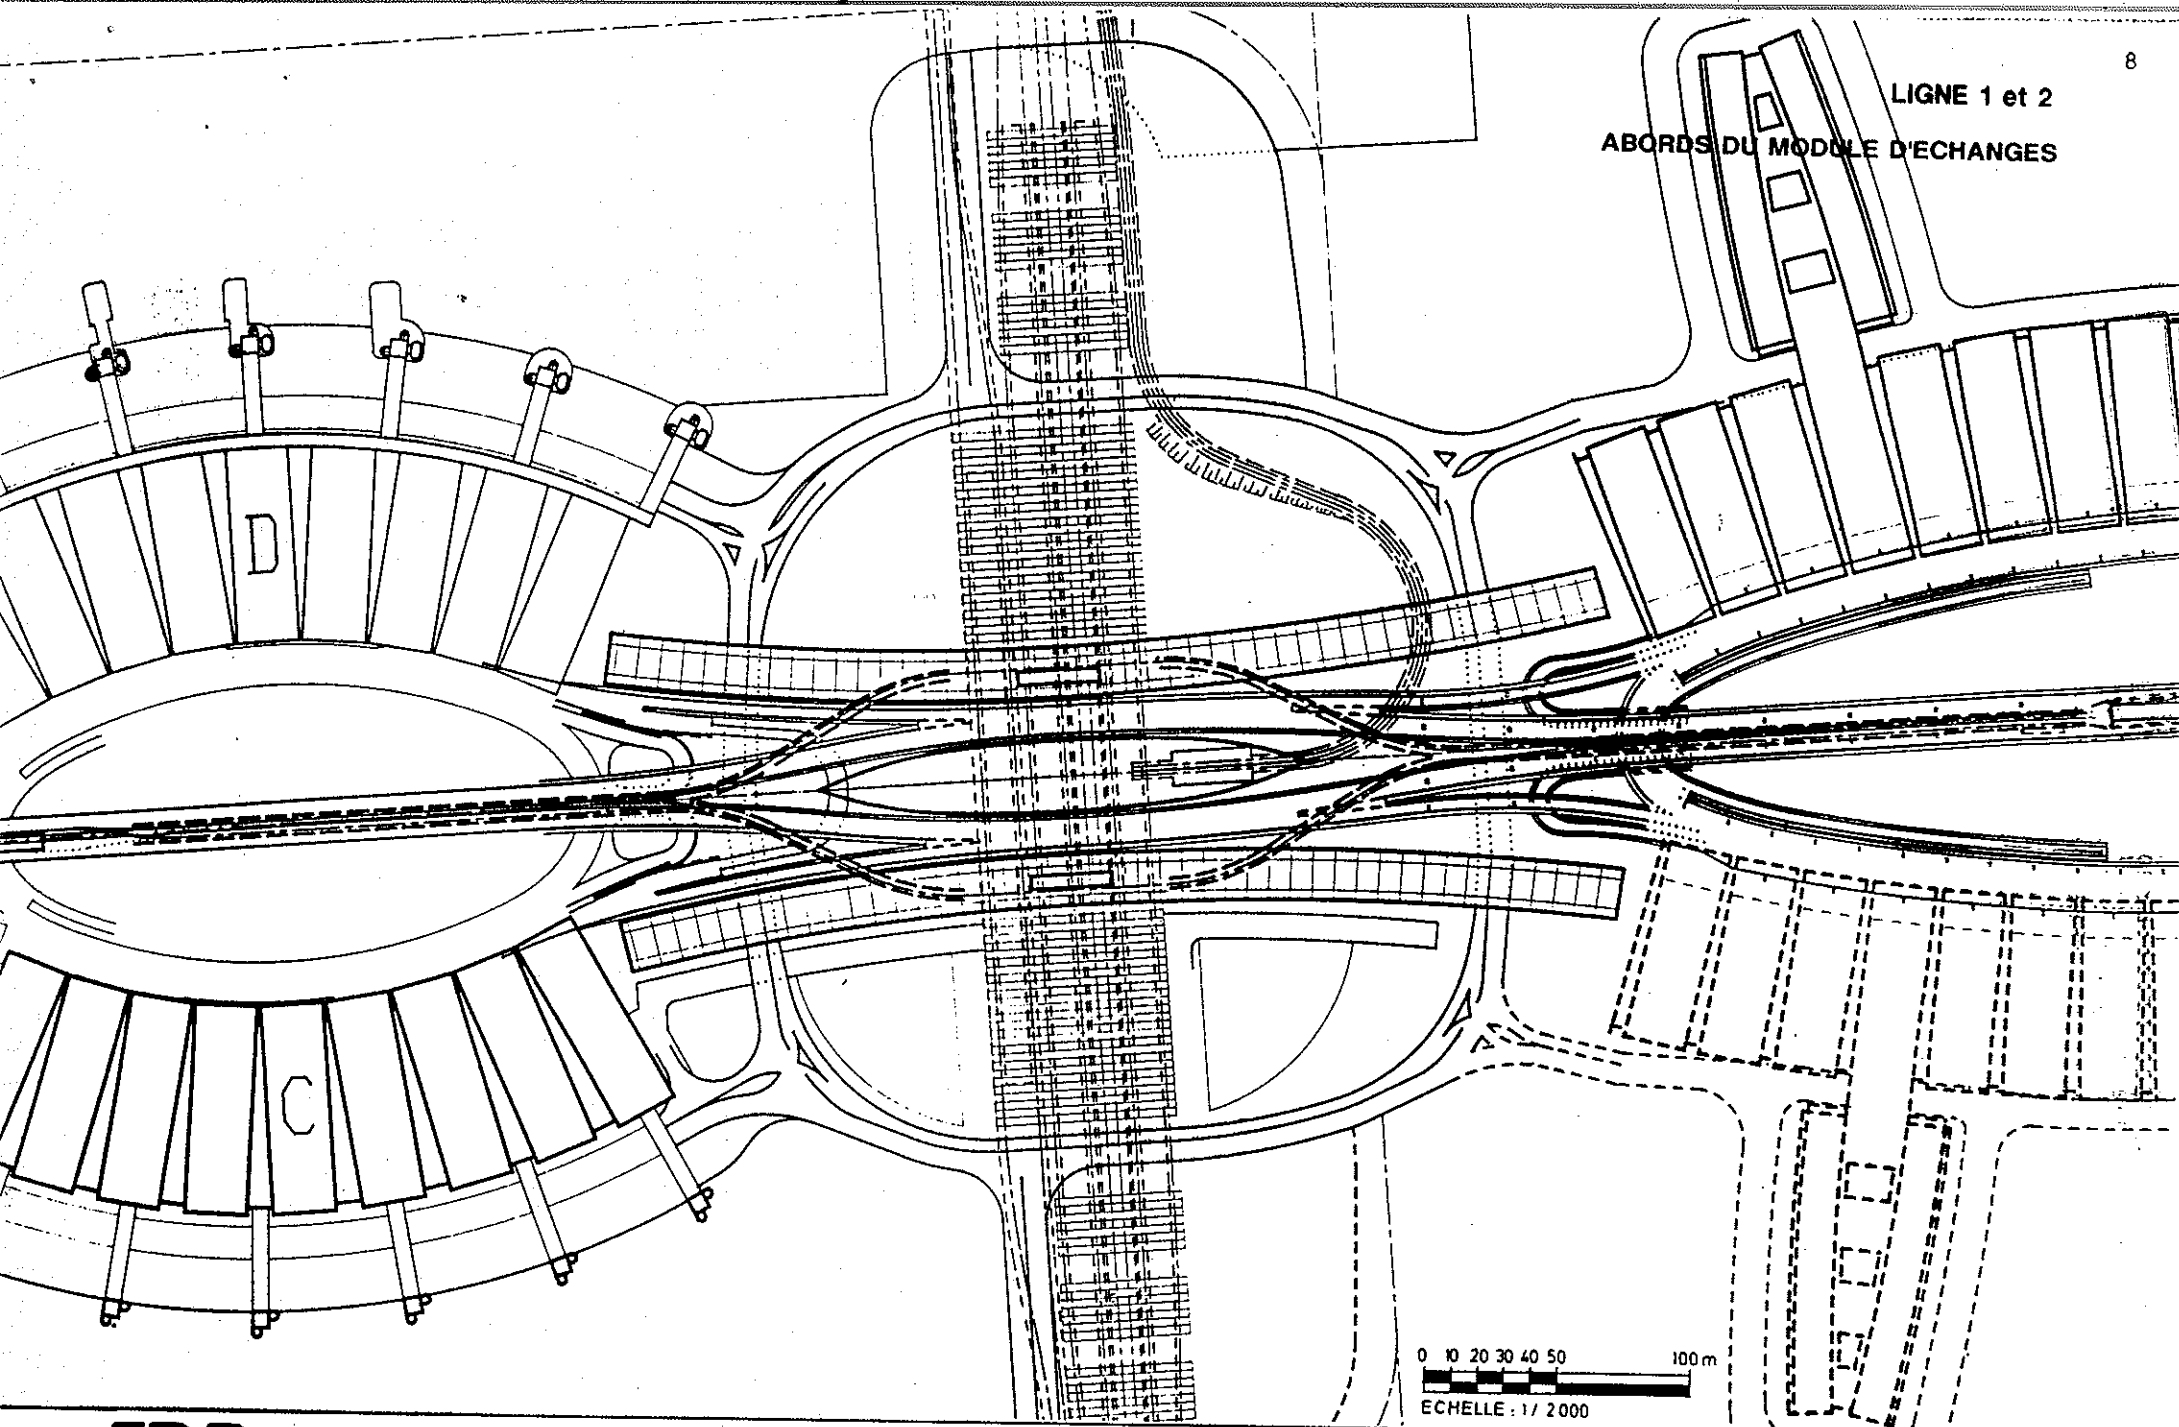 8
LIGNE 1 et 2
ABORDS DU MODULE D'ECHANGES
D
C
0 10 20 30 40 50 100 m
ECHELLE : 1 / 2000